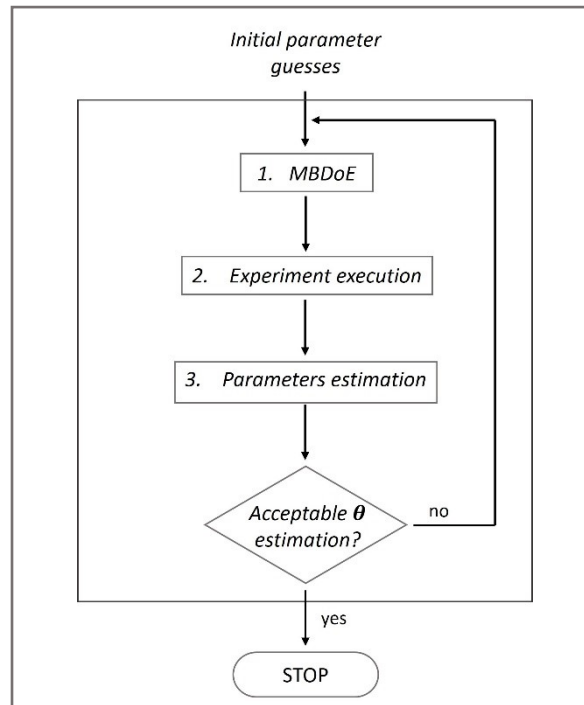 Initial parameter
guesses
1. MBDoE
2. Experiment execution
3. Parameters estimation
Acceptable θ
estimation?
no
yes
STOP